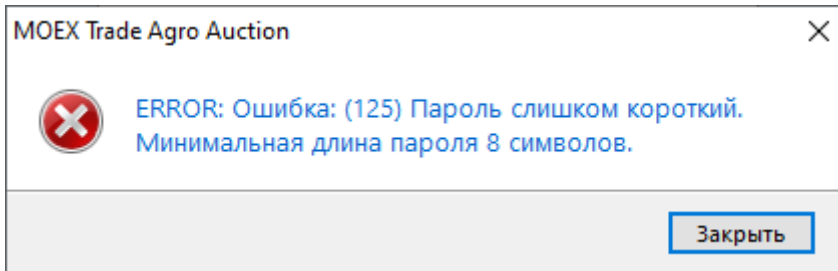 MOEX Trade Agro Auction
ERROR: Ошибка: (125) Пароль слишком короткий.
Минимальная длина пароля 8 символов.
Закрыть